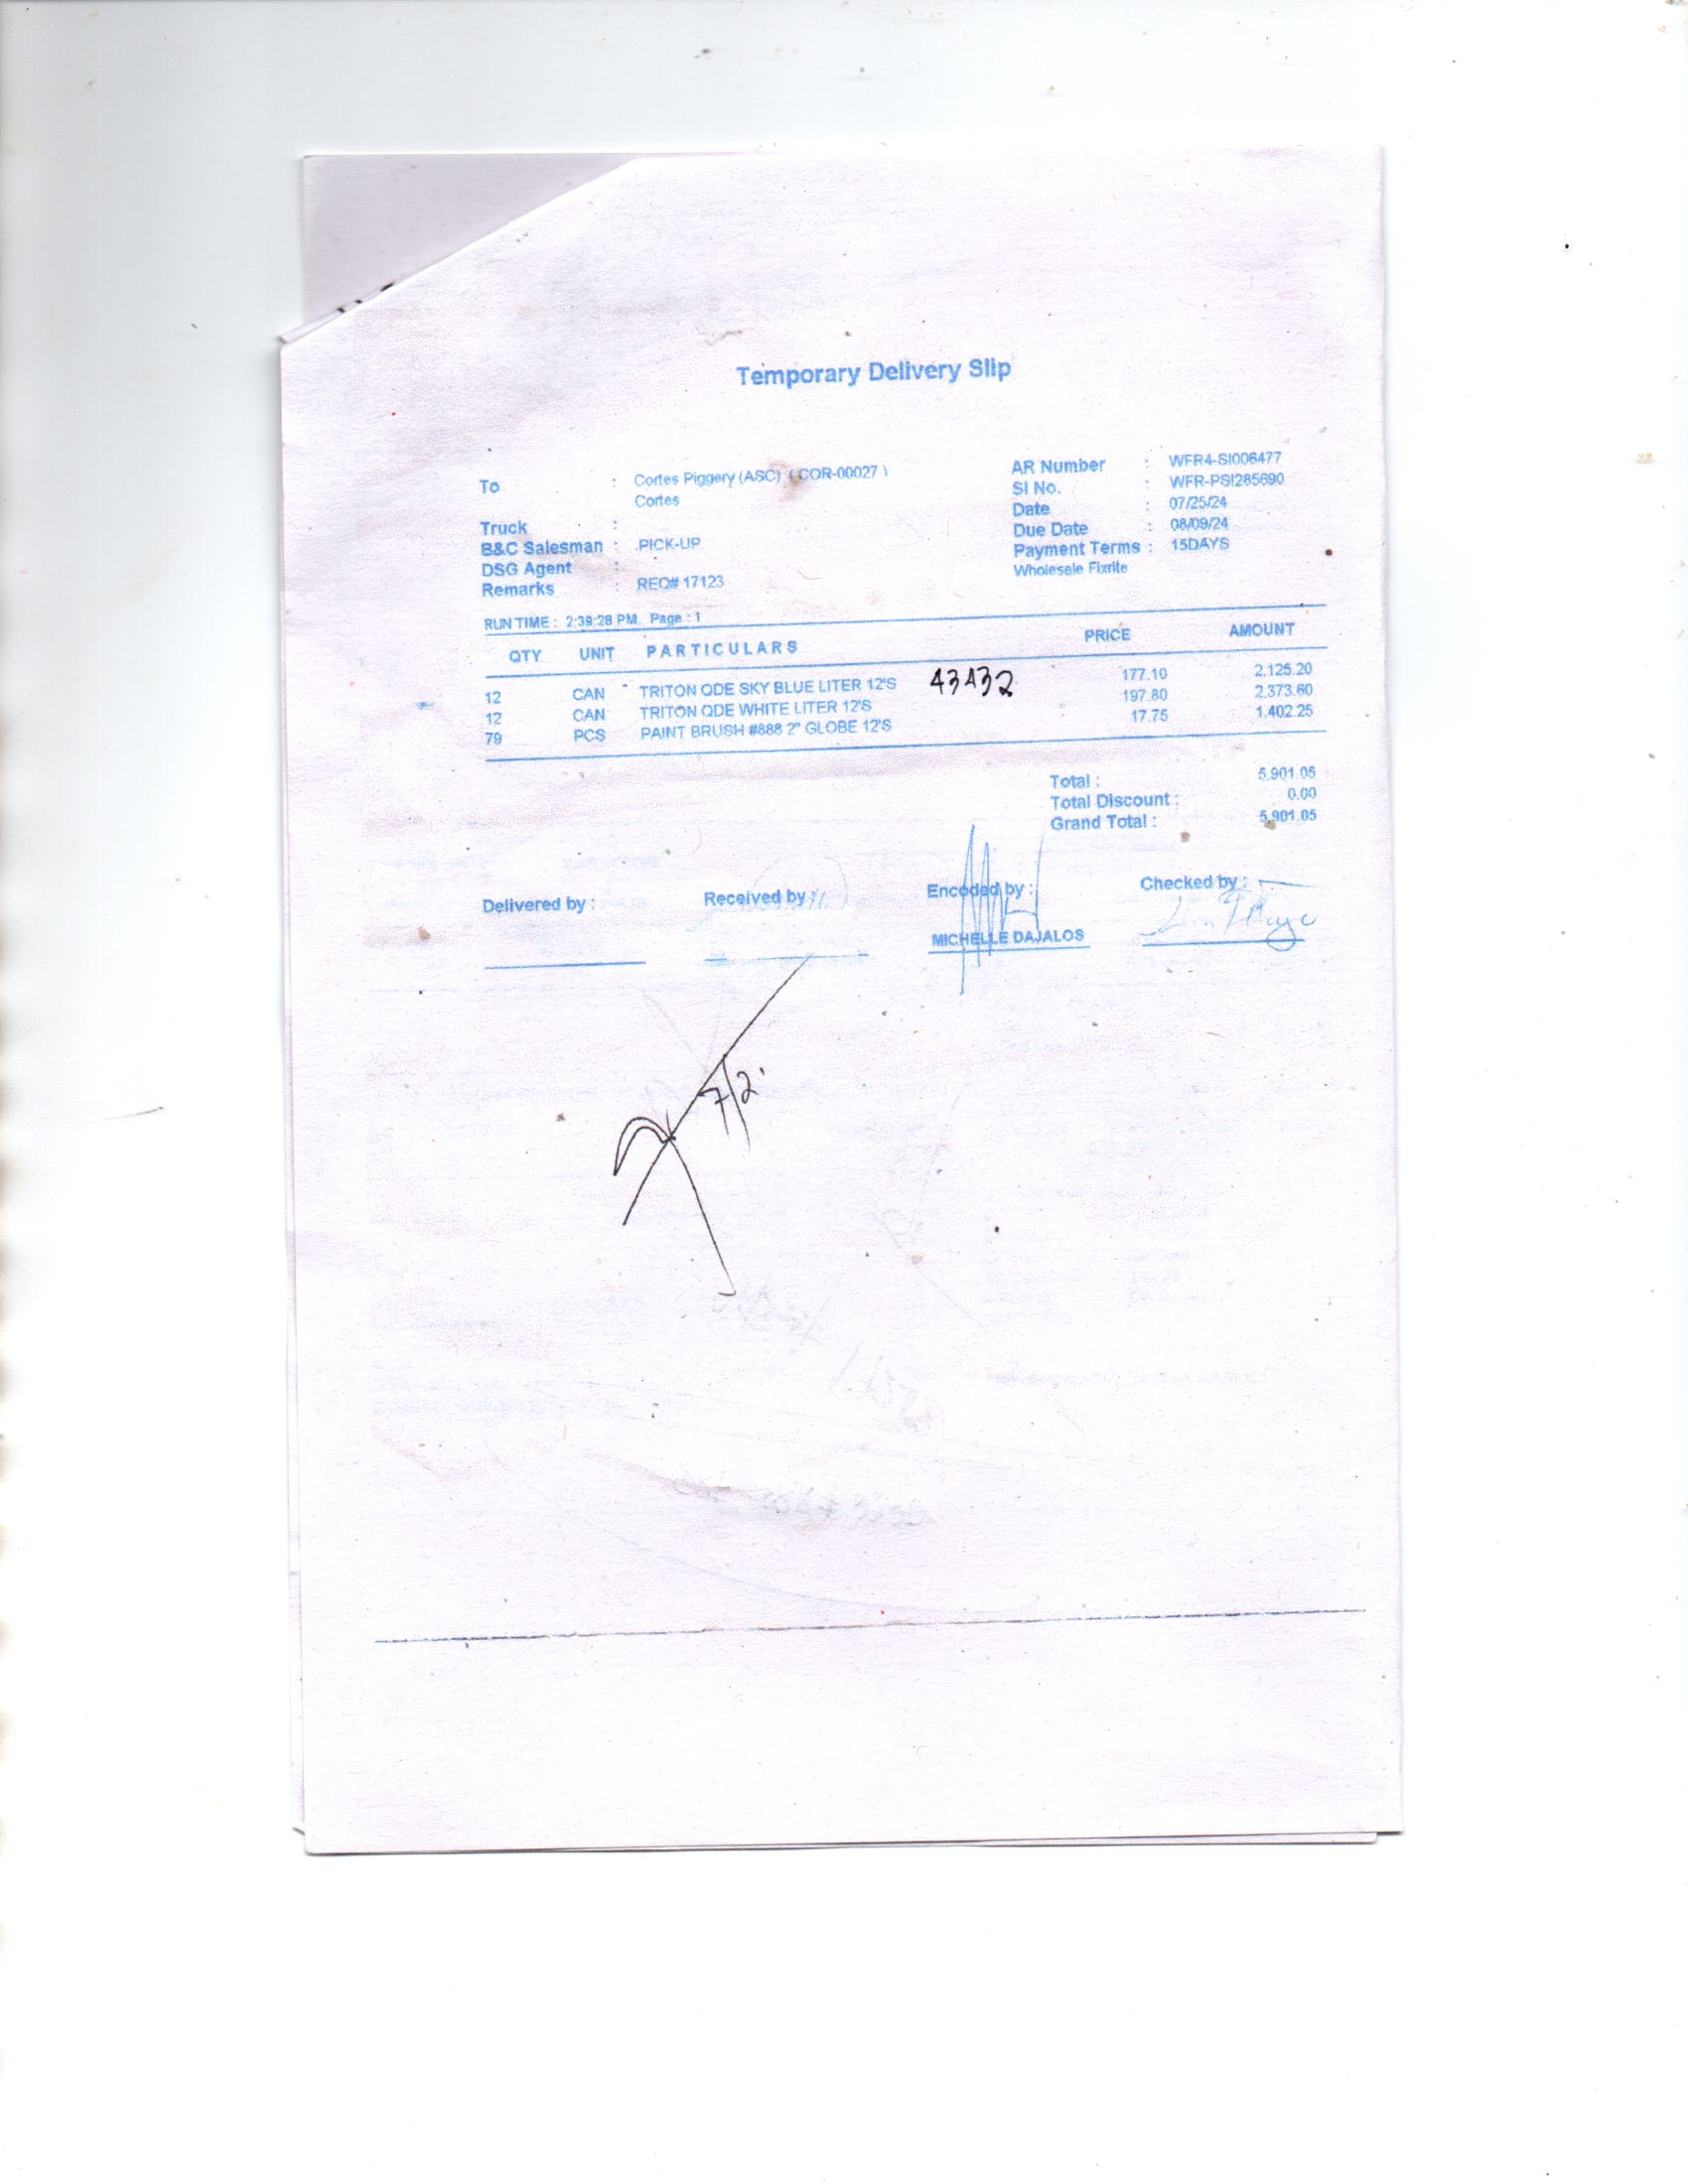 Temporary Delivery Slip
To : Cortes Piggery (ASC) ( COR-00027 )
Cortes
Truck :
B&C Salesman : .PICK-UP
DSG Agent :
Remarks : REQ# 17123
AR Number : WFR4-SI006477
SI No. : WFR-PSI285690
Date : 07/25/24
Due Date : 08/09/24
Payment Terms : 15DAYS
Wholesale Fixrite
RUN TIME : 2:39:28 PM. Page : 1
QTY UNIT PARTICULARS PRICE AMOUNT
12 CAN TRITON QDE SKY BLUE LITER 12'S 43432 177.10 2,125.20
12 CAN TRITON QDE WHITE LITER 12'S 197.80 2,373.60
79 PCS PAINT BRUSH #888 2" GLOBE 12'S 17.75 1,402.25
Total : 5,901.05
Total Discount : 0.00
Grand Total : 5,901.05
Delivered by : Received by : Encoded by : Checked by :
MICHELLE DAJALOS
7/2